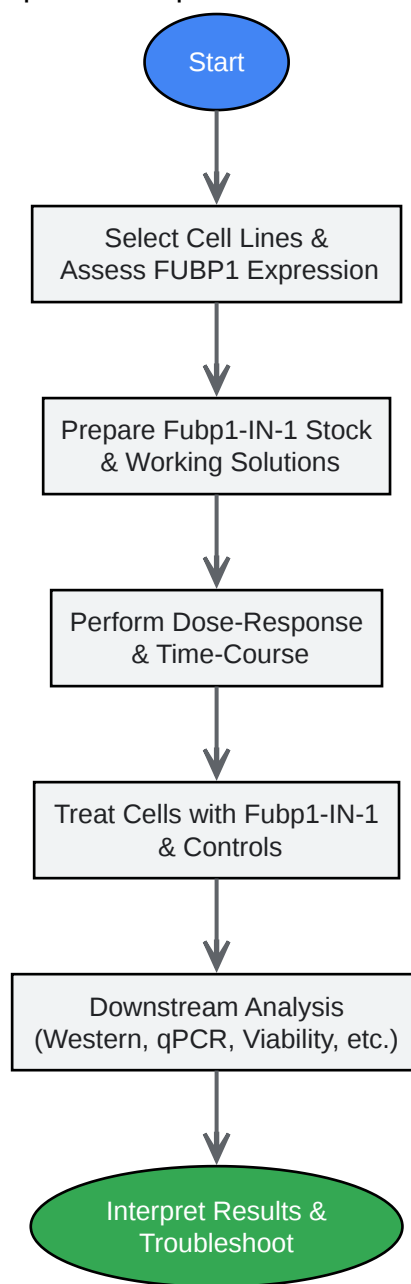 Start
Select Cell Lines &
Assess FUBP1 Expression
Prepare Fubp1-IN-1 Stock
& Working Solutions
Perform Dose-Response
& Time-Course
Treat Cells with Fubp1-IN-1
& Controls
Downstream Analysis
(Western, qPCR, Viability, etc.)
Interpret Results &
Troubleshoot